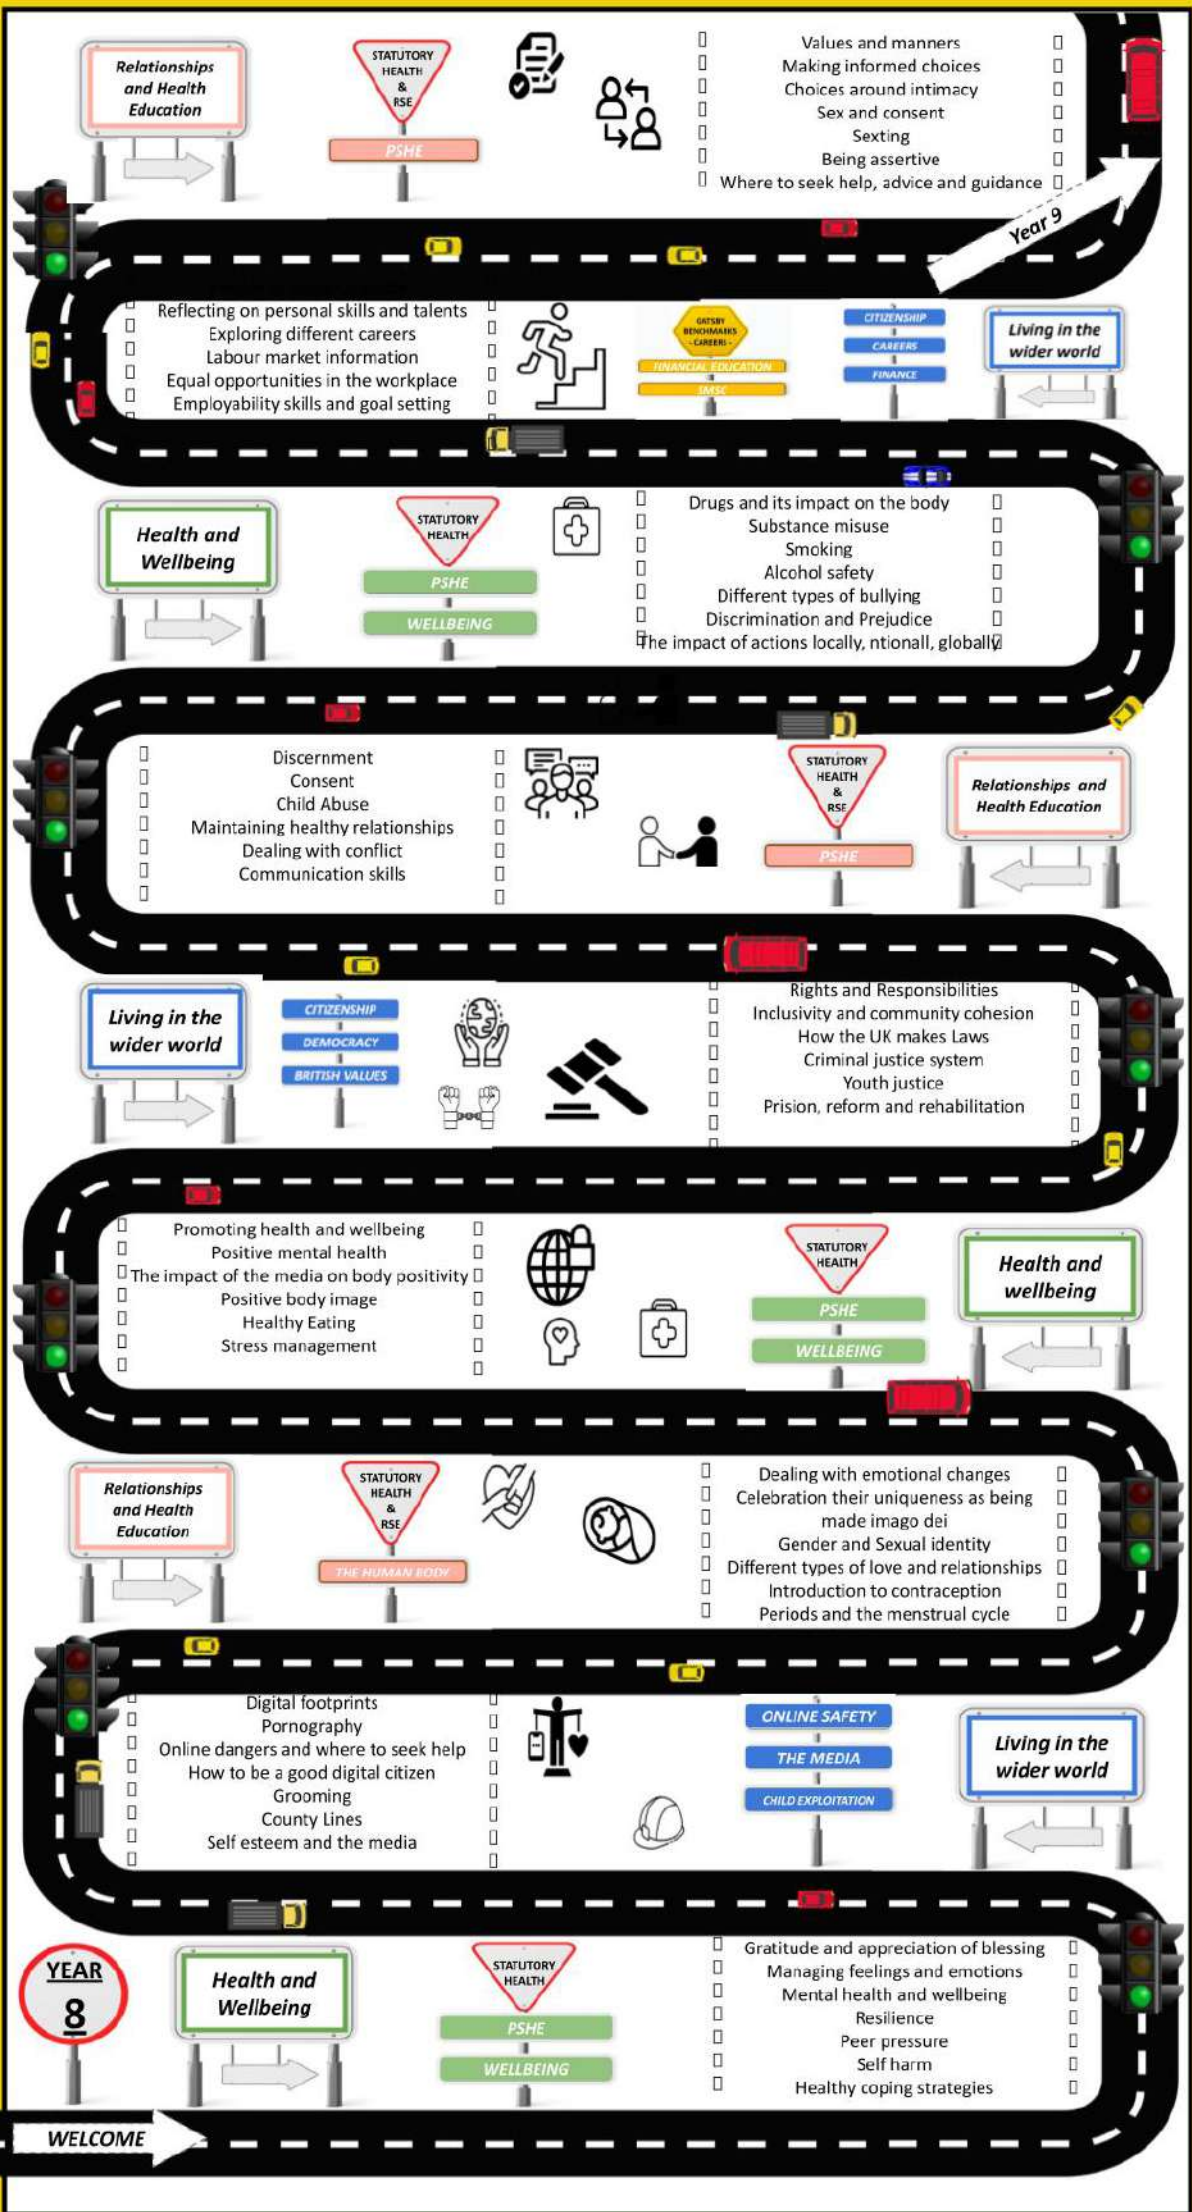 Relationships
and Health
Education
STATUTORY
HEALTH
&
RSE
PSHE
Values and manners
Making informed choices
Choices around intimacy
Sex and consent
Sexting
Being assertive
Where to seek help, advice and guidance
Year 9
Reflecting on personal skills and talents
Exploring different careers
Labour market information
Equal opportunities in the workplace
Employability skills and goal setting
GATSBY
BENCHMARKS
- CAREERS -
FINANCIAL EDUCATION
SMSC
CITIZENSHIP
CAREERS
FINANCE
Living in the
wider world
Health and
Wellbeing
STATUTORY
HEALTH
PSHE
WELLBEING
Drugs and its impact on the body
Substance misuse
Smoking
Alcohol safety
Different types of bullying
Discrimination and Prejudice
The impact of actions locally, ntionall, globally
Discernment
Consent
Child Abuse
Maintaining healthy relationships
Dealing with conflict
Communication skills
STATUTORY
HEALTH
&
RSE
PSHE
Relationships and
Health Education
Living in the
wider world
CITIZENSHIP
DEMOCRACY
BRITISH VALUES
Rights and Responsibilities
Inclusivity and community cohesion
How the UK makes Laws
Criminal justice system
Youth justice
Prision, reform and rehabilitation
Promoting health and wellbeing
Positive mental health
The impact of the media on body positivity
Positive body image
Healthy Eating
Stress management
STATUTORY
HEALTH
PSHE
WELLBEING
Health and
wellbeing
Relationships
and Health
Education
STATUTORY
HEALTH
&
RSE
THE HUMAN BODY
Dealing with emotional changes
Celebration their uniqueness as being
made imago dei
Gender and Sexual identity
Different types of love and relationships
Introduction to contraception
Periods and the menstrual cycle
Digital footprints
Pornography
Online dangers and where to seek help
How to be a good digital citizen
Grooming
County Lines
Self esteem and the media
ONLINE SAFETY
THE MEDIA
CHILD EXPLOITATION
Living in the
wider world
YEAR
8
Health and
Wellbeing
STATUTORY
HEALTH
PSHE
WELLBEING
Gratitude and appreciation of blessing
Managing feelings and emotions
Mental health and wellbeing
Resilience
Peer pressure
Self harm
Healthy coping strategies
WELCOME